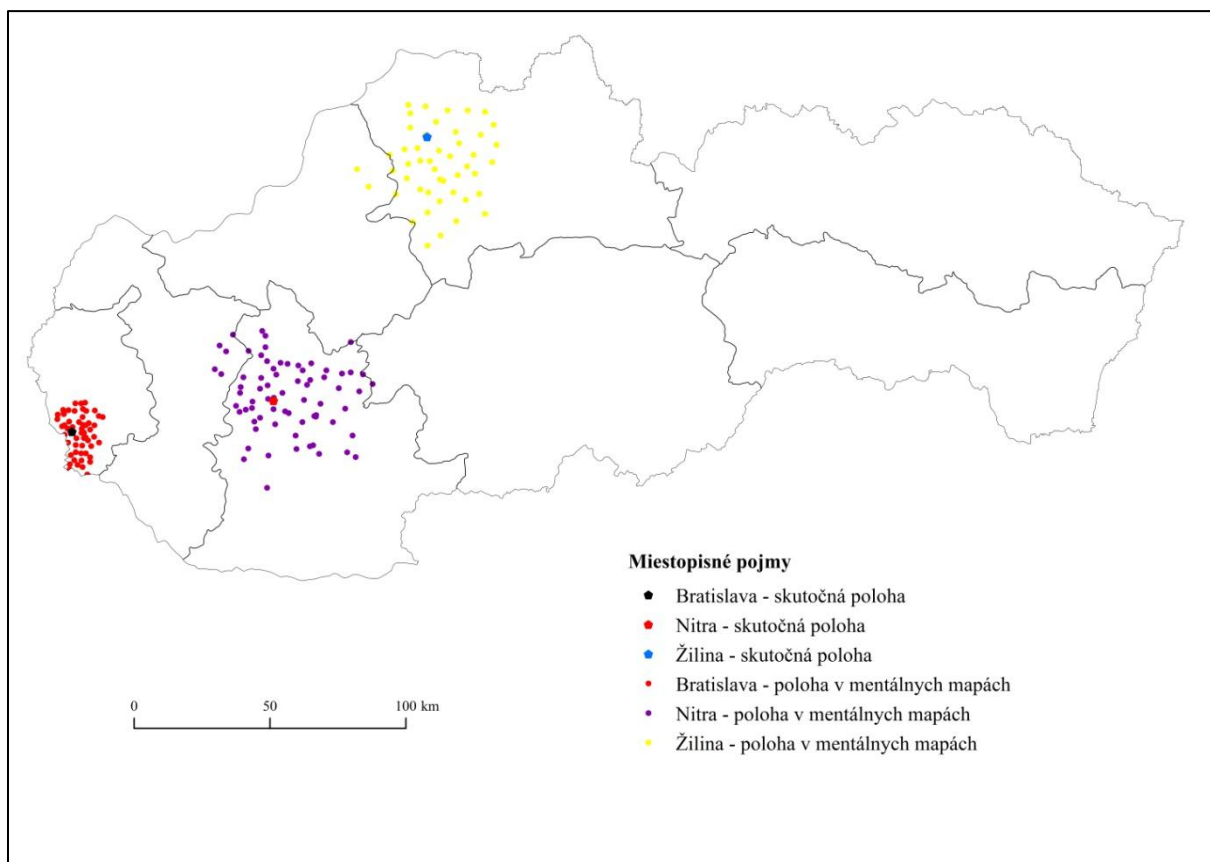 Miestopisné pojmy
Bratislava - skutočná poloha
Nitra - skutočná poloha
Žilina - skutočná poloha
Bratislava - poloha v mentálnych mapách
Nitra - poloha v mentálnych mapách
Žilina - poloha v mentálnych mapách
0 50 100 km